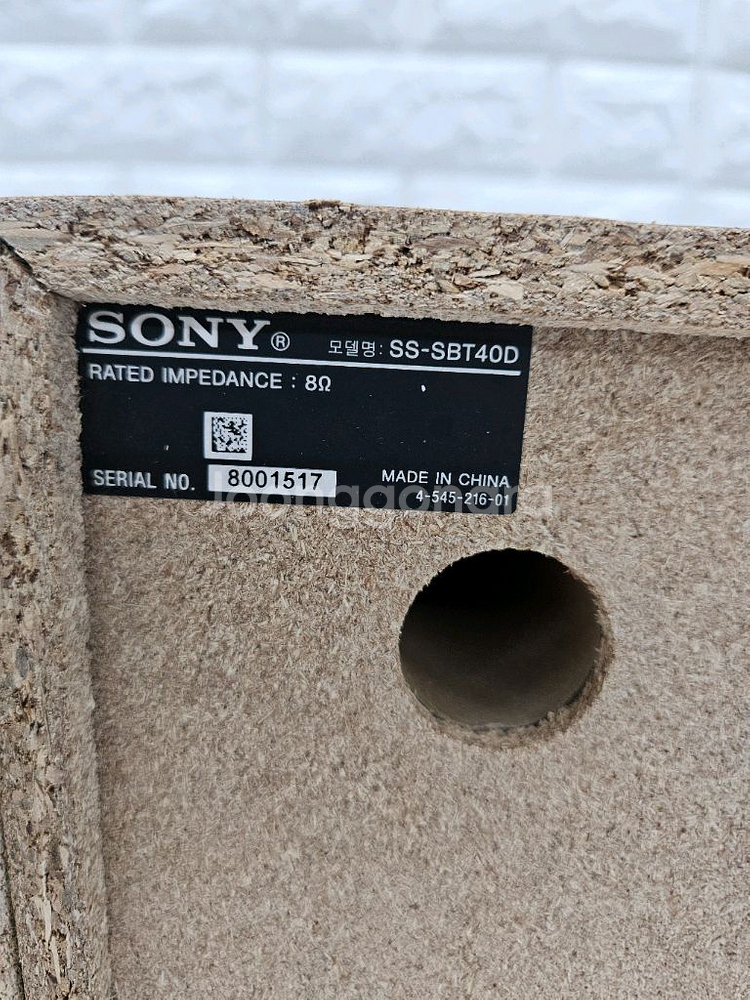 SONY® 모델명: SS-SBT40D
RATED IMPEDANCE : 8Ω
SERIAL NO. 8001517 MADE IN CHINA
4-545-216-01
joonggonara